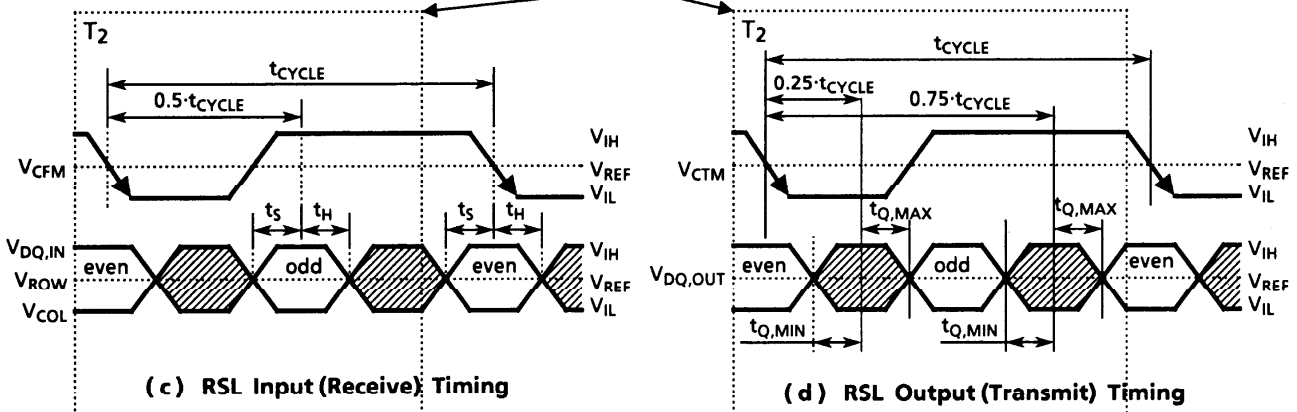 T2
tCYCLE
0.5·tCYCLE
VCFM
VIH
VREF
VIL
tS
tH
tS
tH
VDQ,IN
VROW
VCOL
even
odd
even
VIH
VREF
VIL
(c) RSL Input (Receive) Timing
T2
tCYCLE
0.25·tCYCLE
0.75·tCYCLE
VCTM
VIH
VREF
VIL
tQ,MAX
tQ,MAX
VDQ,OUT
even
odd
even
VIH
VREF
VIL
tQ,MIN
tQ,MIN
(d) RSL Output (Transmit) Timing